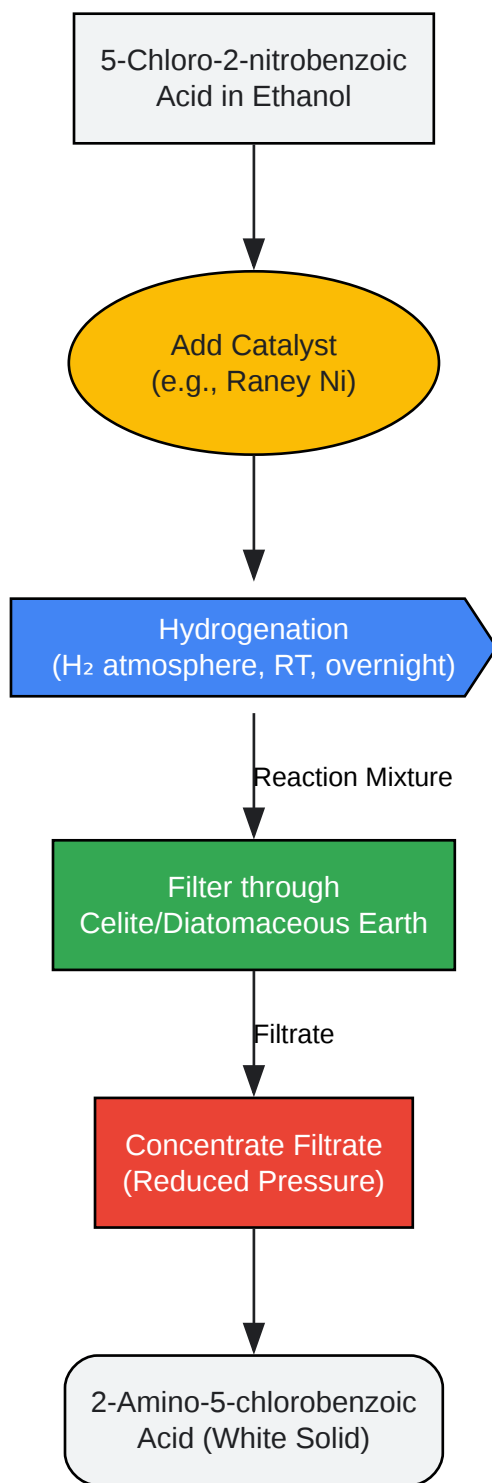 5-Chloro-2-nitrobenzoic
Acid in Ethanol
Add Catalyst
(e.g., Raney Ni)
Hydrogenation
(H₂ atmosphere, RT, overnight)
Reaction Mixture
Filter through
Celite/Diatomaceous Earth
Filtrate
Concentrate Filtrate
(Reduced Pressure)
2-Amino-5-chlorobenzoic
Acid (White Solid)